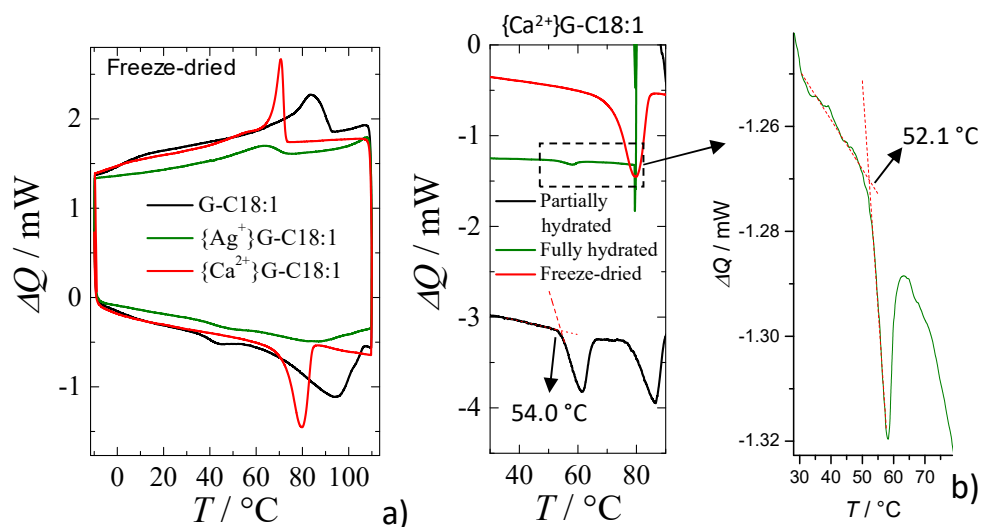 Freeze-dried
G-C18:1
{Ag⁺}G-C18:1
{Ca²⁺}G-C18:1
ΔQ / mW
2
1
0
-1
0 20 40 60 80 100
T / °C
a)
{Ca²⁺}G-C18:1
0
-1
-2
-3
-4
ΔQ / mW
Partially
hydrated
Fully hydrated
Freeze-dried
54.0 °C
40 60 80
T / °C
-1.26
-1.28
-1.30
-1.32
ΔQ / mW
52.1 °C
30 40 50 60 70
T / °C
b)